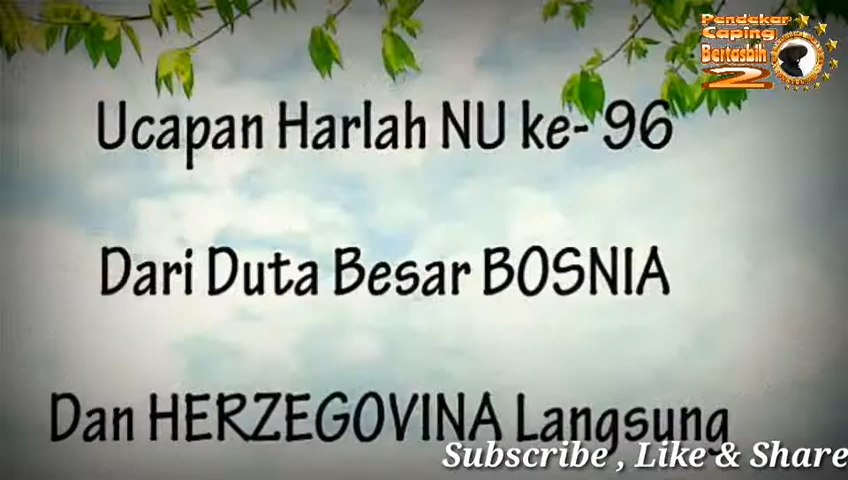 Pendekar
Caping
Bertasbih
2
Ucapan Harlah NU ke- 96
Dari Duta Besar BOSNIA
Dan HERZEGOVINA Langsung
Subscribe , Like & Share